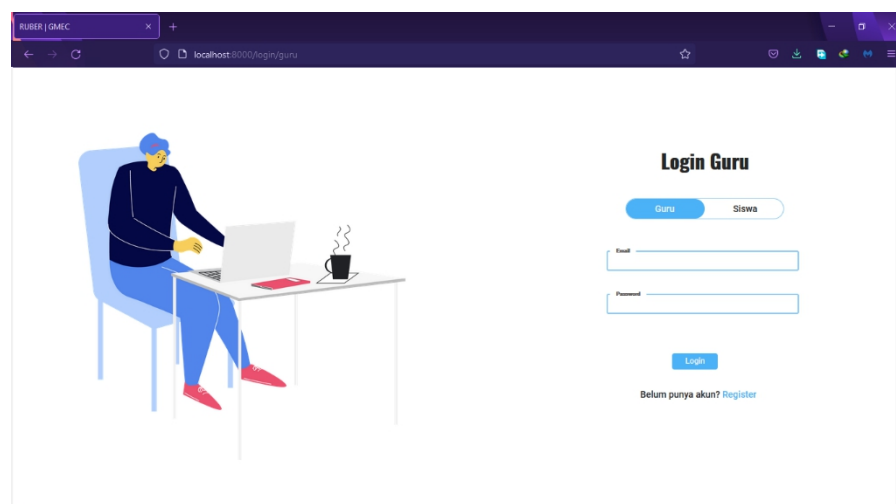 RUBER | GMEC
localhost:8000/login/guru
Login Guru
Guru
Siswa
Email
Password
Login
Belum punya akun? Register